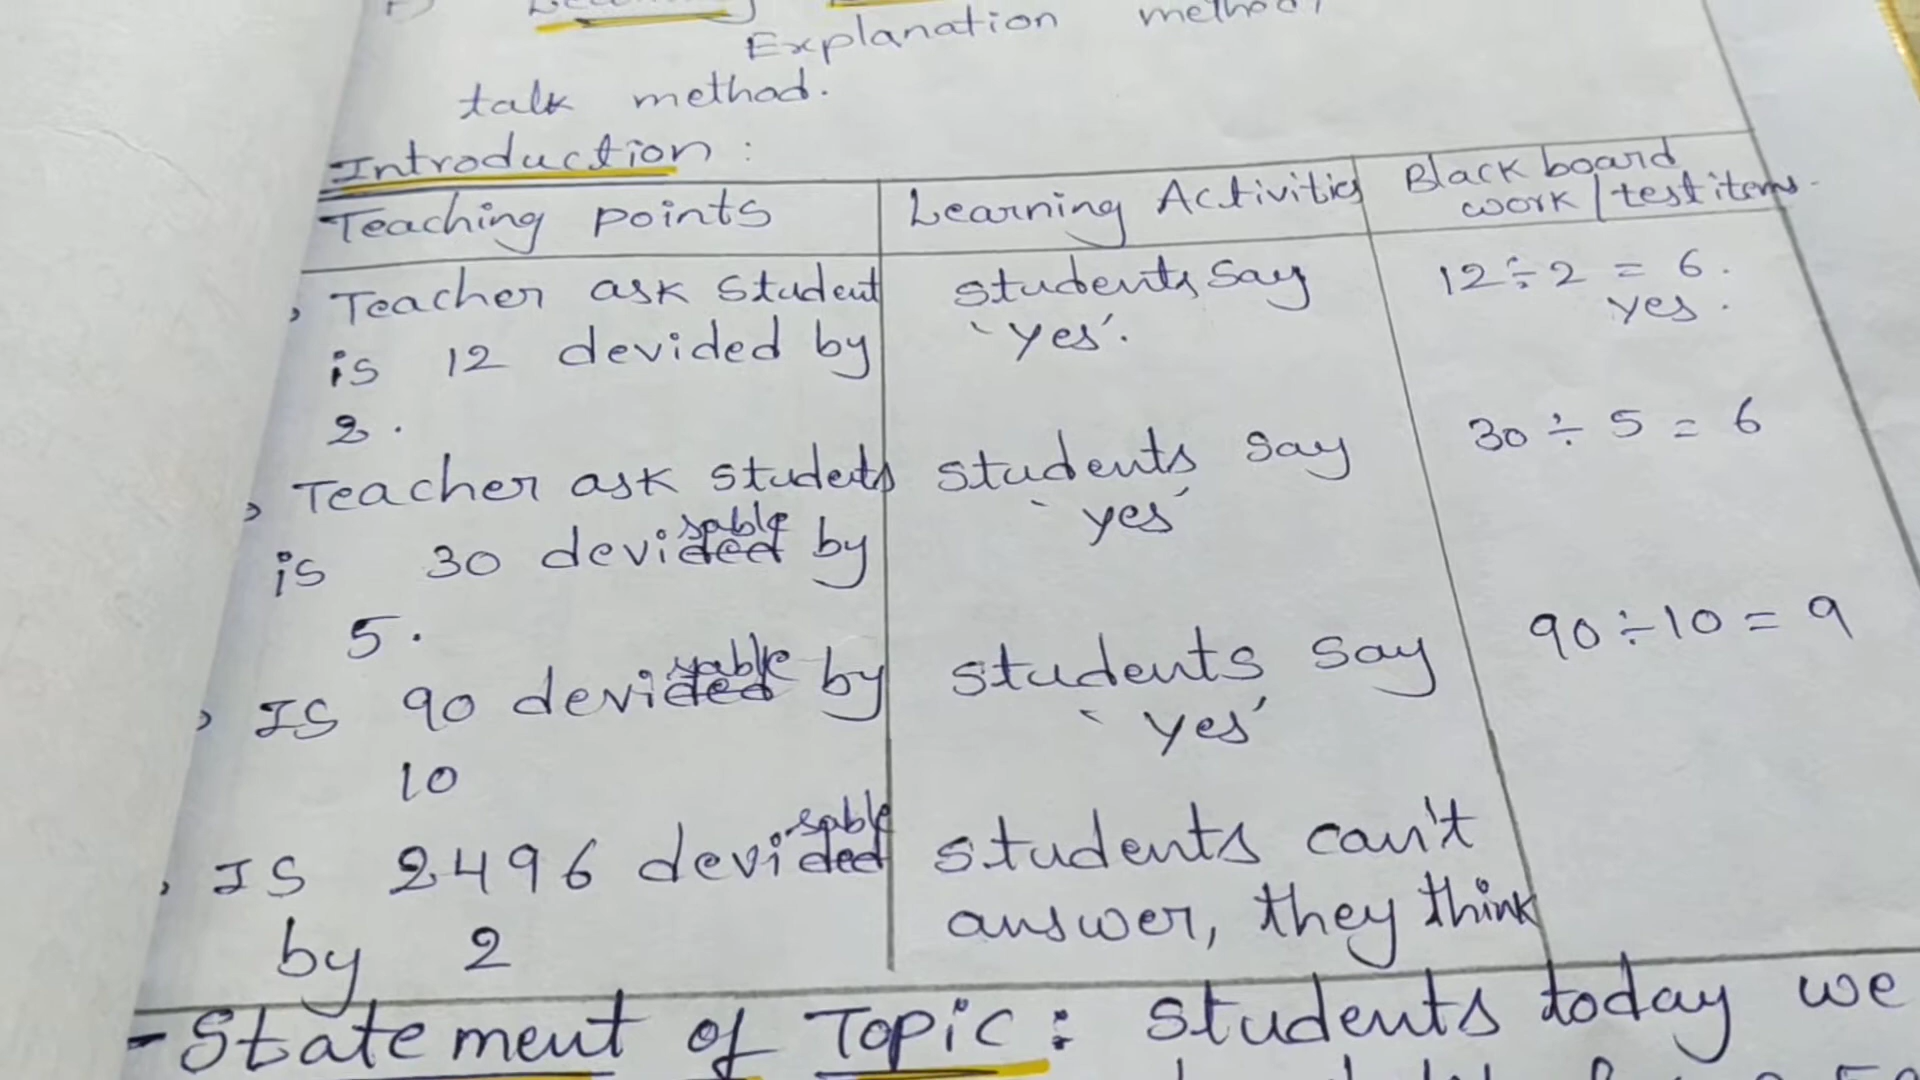 Explanation method,
talk method.
Introduction :
Teaching points
Learning Activities
Black board
work / test items.
Teacher ask student
is 12 devided by
2.
students say
'yes'.
12 ÷ 2 = 6.
yes.
Teacher ask students
is 30 devisable by
5.
students say
'yes'
30 ÷ 5 = 6
IS 90 devisable by
10
students say
'yes'
90 ÷ 10 = 9
IS 2496 devisable
by 2
students can't
answer, they think
Statement of Topic : students today we